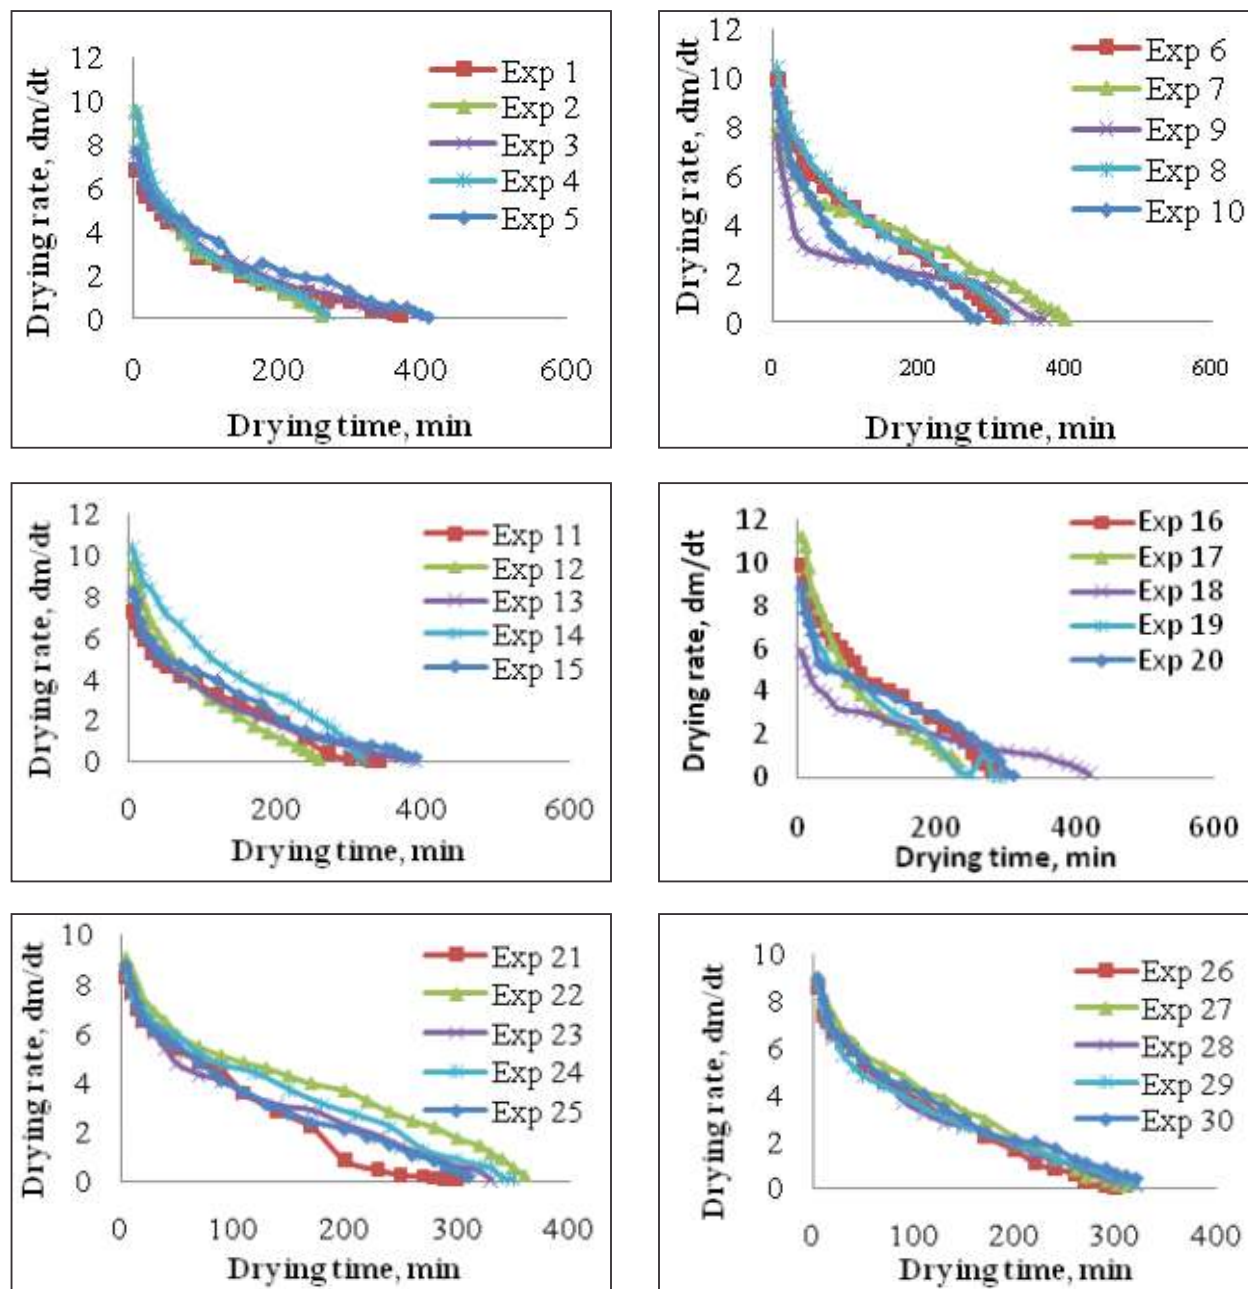 Drying rate, dm/dt
12
10
8
6
4
2
0
0 200 400 600
Drying time, min
Exp 1
Exp 2
Exp 3
Exp 4
Exp 5
Drying rate, dm/dt
12
10
8
6
4
2
0
0 200 400 600
Drying time, min
Exp 6
Exp 7
Exp 9
Exp 8
Exp 10
Drying rate, dm/dt
12
10
8
6
4
2
0
0 200 400 600
Drying time, min
Exp 11
Exp 12
Exp 13
Exp 14
Exp 15
Drying rate, dm/dt
12
10
8
6
4
2
0
0 200 400 600
Drying time, min
Exp 16
Exp 17
Exp 18
Exp 19
Exp 20
Drying rate, dm/dt
10
8
6
4
2
0
0 100 200 300 400
Drying time, min
Exp 21
Exp 22
Exp 23
Exp 24
Exp 25
Drying rate, dm/dt
10
8
6
4
2
0
0 100 200 300 400
Drying time, min
Exp 26
Exp 27
Exp 28
Exp 29
Exp 30